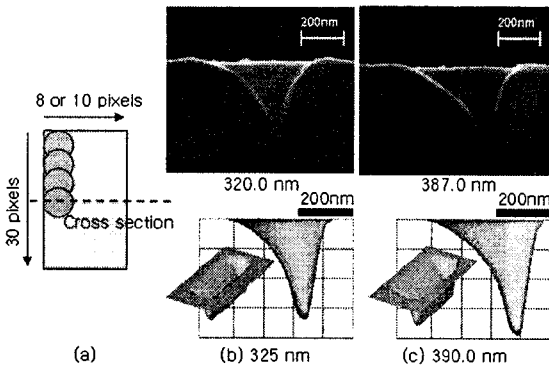 200nm
200nm
8 or 10 pixels
30 pixels
Cross section
320.0 nm
387.0 nm
200nm
200nm
(a)
(b) 325 nm
(c) 390.0 nm